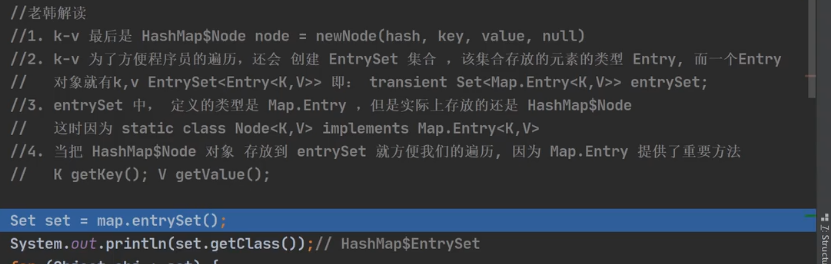 //老韩解读
//1. k-v 最后是 HashMap$Node node = newNode(hash, key, value, null)
//2. k-v 为了方便程序员的遍历，还会 创建 EntrySet 集合 ，该集合存放的元素的类型 Entry, 而一个Entry
//   对象就有k,v EntrySet<Entry<K,V>> 即： transient Set<Map.Entry<K,V>> entrySet;
//3. entrySet 中， 定义的类型是 Map.Entry ，但是实际上存放的还是 HashMap$Node
//   这时因为 static class Node<K,V> implements Map.Entry<K,V>
//4. 当把 HashMap$Node 对象 存放到 entrySet 就方便我们的遍历, 因为 Map.Entry 提供了重要方法
//   K getKey(); V getValue();
Set set = map.entrySet();
System.out.println(set.getClass());// HashMap$EntrySet
for (Object obj : set) {